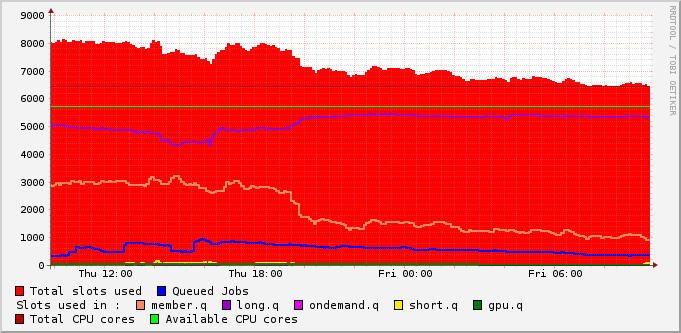 9000
8000
7000
6000
5000
4000
3000
2000
1000
0
Thu 12:00 Thu 18:00 Fri 00:00 Fri 06:00
Total slots used Queued Jobs
Slots used in : member.q long.q ondemand.q short.q gpu.q
Total CPU cores Available CPU cores
RRDTOOL / TOBI OETIKER